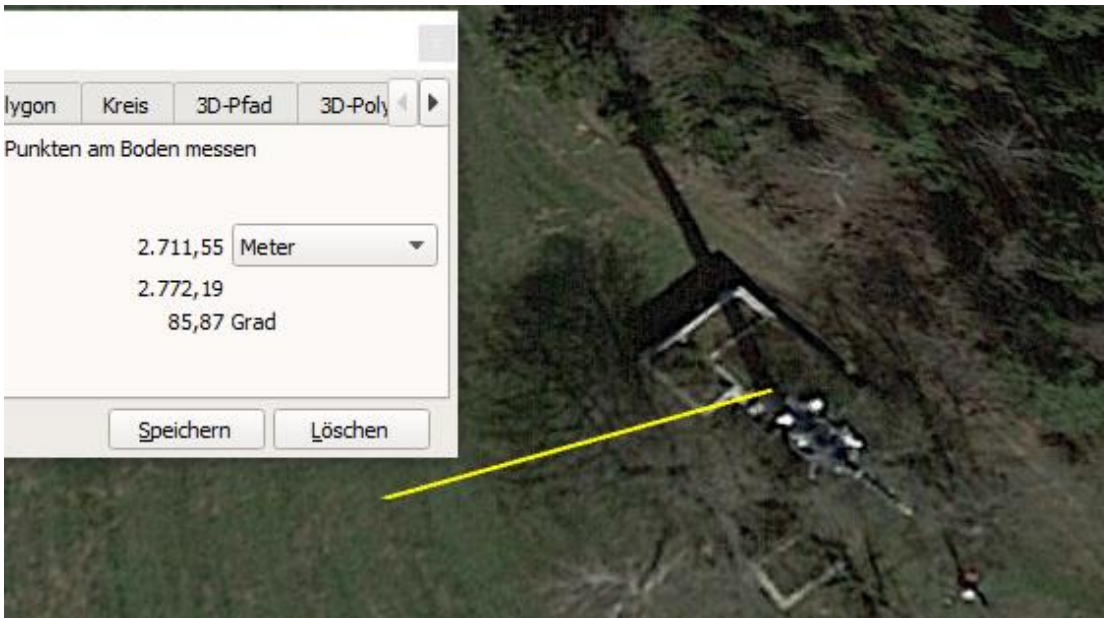 lygon Kreis 3D-Pfad 3D-Poly
Punkten am Boden messen
2.711,55 Meter
2.772,19
85,87 Grad
Speichern Löschen